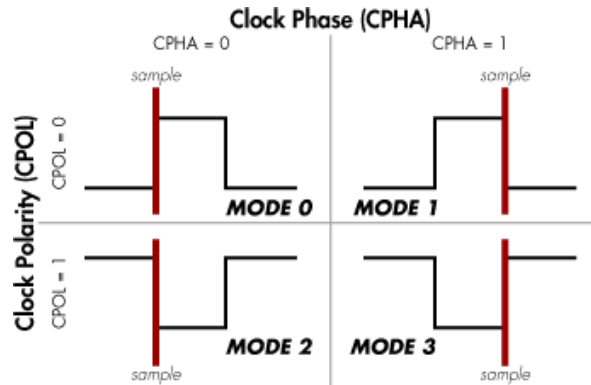 Clock Phase (CPHA)
CPHA = 0
CPHA = 1
sample
sample
Clock Polarity (CPOL)
CPOL = 0
MODE 0
MODE 1
CPOL = 1
MODE 2
MODE 3
sample
sample